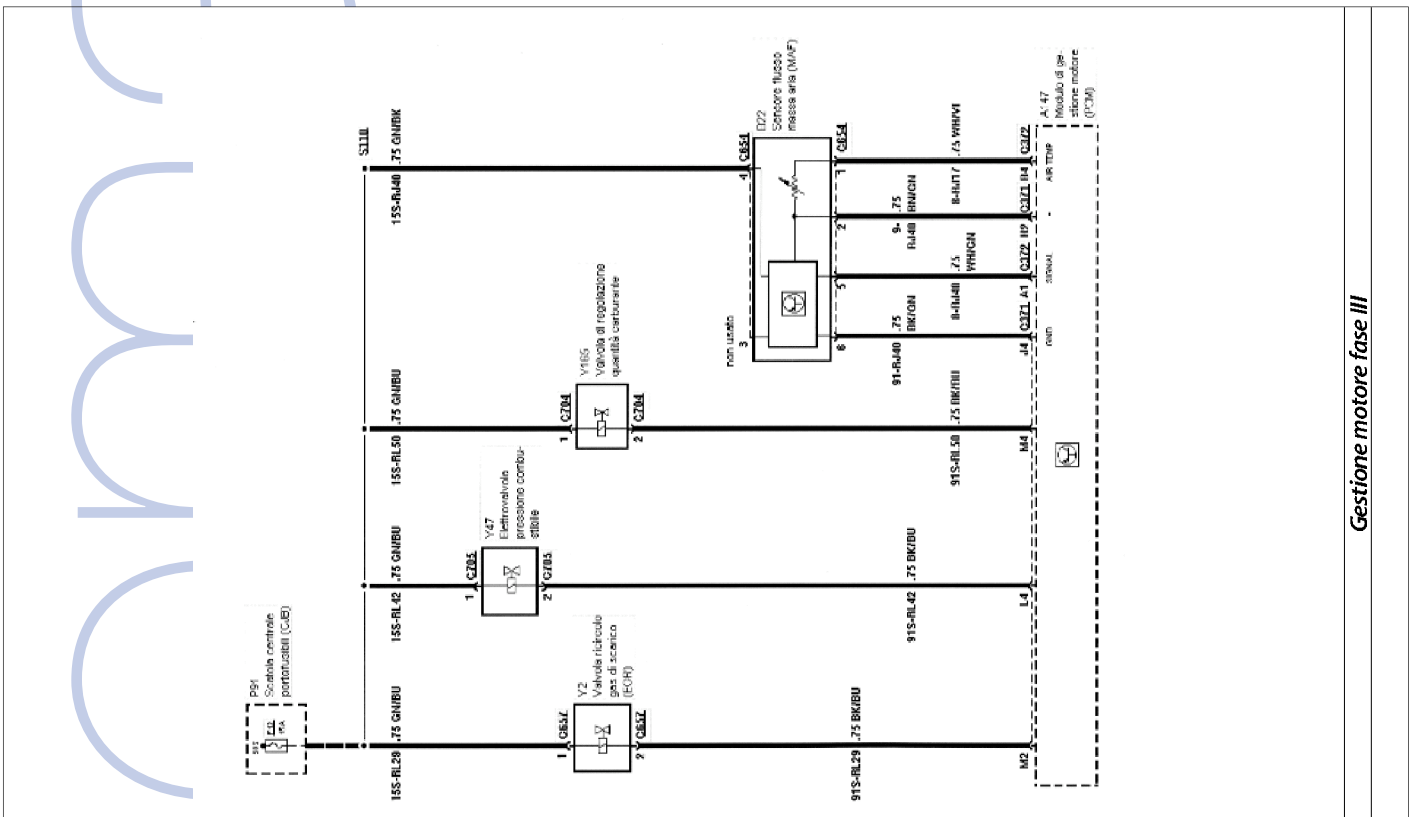 P91
Scatola centrale
portafusibili (CJB)
S110
15S-RL29 .75 GN/BU
15S-RL42 .75 GN/BU
15S-RL50 .75 GN/BU
15S-RJ40 .75 GN/BK
1 C657
Y2
Valvola ricircolo
gas di scarico
(EGR)
2 C657
91S-RL29 .75 BK/BU
M2
1 C705
Y47
Elettrovalvola
pressione combu-
stibile
2 C705
91S-RL42 .75 BK/BU
L4
1 C704
Y165
Valvola di regolazione
quantità carburante
2 C704
91S-RL50 .75 BK/BU
M4
4 C654
Sensore flusso
massa aria (MAF)
non usato
3
6
5
2
1 C654
91-RJ40 .75
BK/GN
8-RJ40 .75
WH/GN
9- .75
RJ40 BN/GN
8-RJ17 .75 WH/VI
J4 C371
A1 C372
H2 C371
B4 C372
GND
SIGNAL
-
AIR TEMP
A147
Modulo di ge-
stione motore
(PCM)
Gestione motore fase III